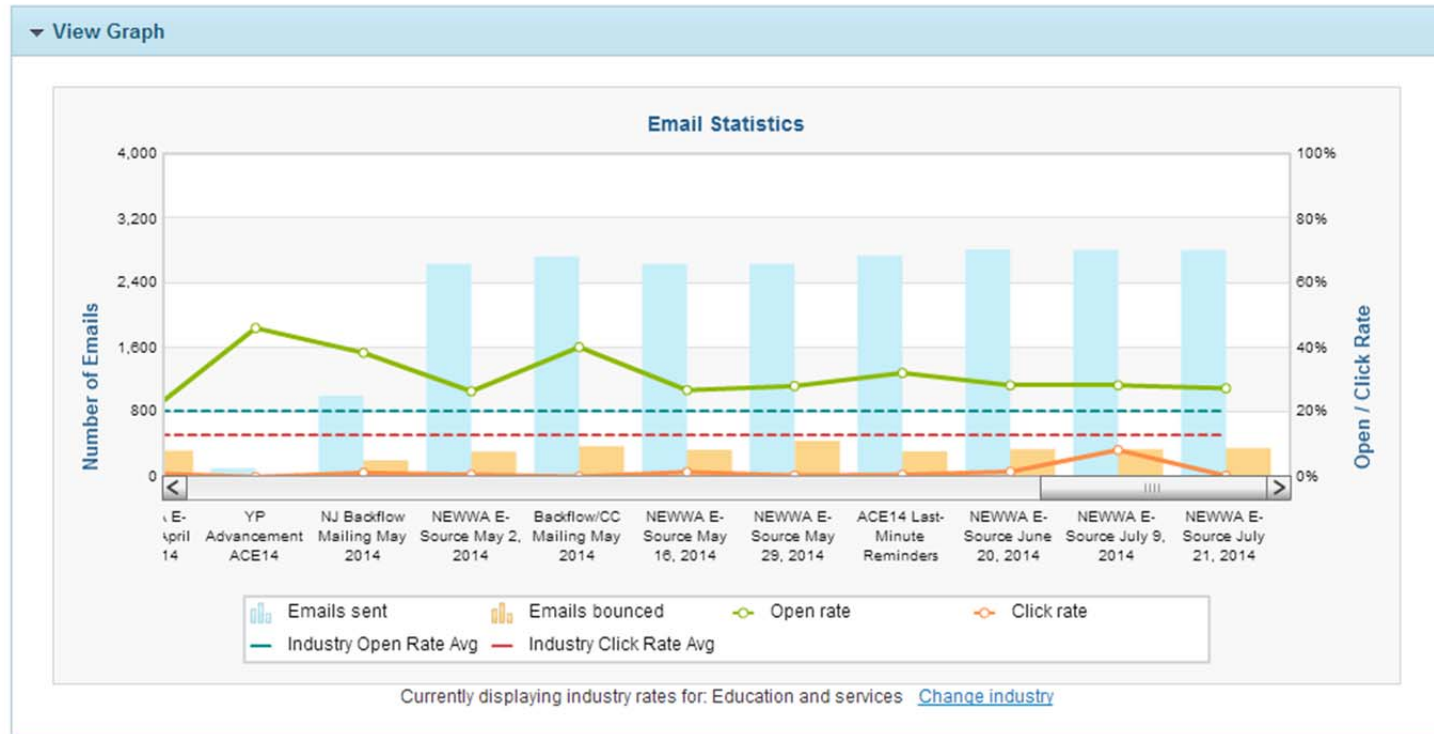 View Graph
Email Statistics
4,000
3,200
2,400
1,600
800
0
100%
80%
60%
40%
20%
0%
Number of Emails
Open / Click Rate
E-
April
14
YP
Advancement
ACE14
NJ Backflow
Mailing May
2014
NEWWA E-
Source May 2,
2014
Backflow/CC
Mailing May
2014
NEWWA E-
Source May
16, 2014
NEWWA E-
Source May
29, 2014
ACE14 Last-
Minute
Reminders
NEWWA E-
Source June
20, 2014
NEWWA E-
Source July 9,
2014
NEWWA E-
Source July
21, 2014
Emails sent
Emails bounced
Open rate
Click rate
Industry Open Rate Avg
Industry Click Rate Avg
Currently displaying industry rates for: Education and services Change industry